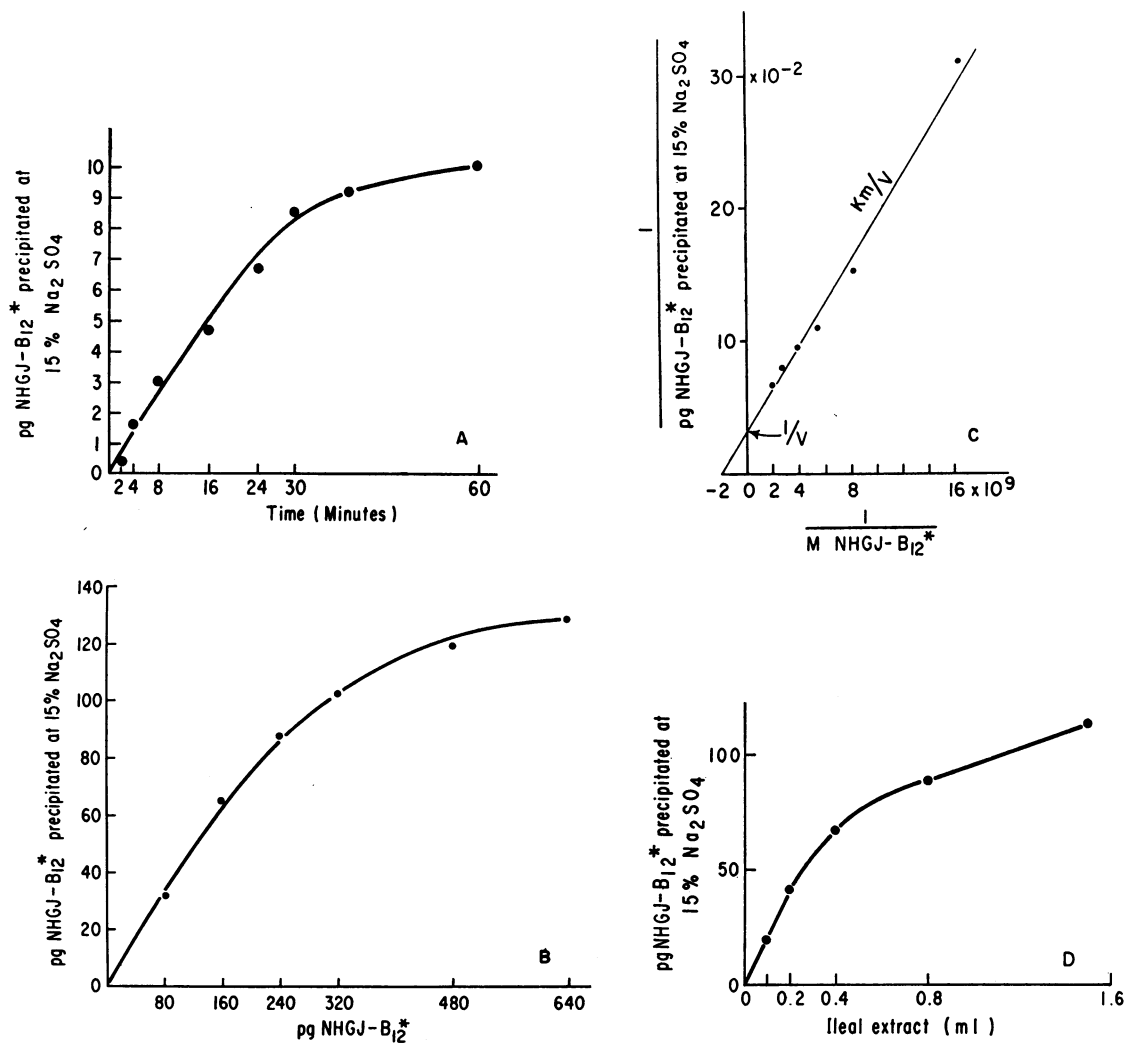 pg NHGJ-B12* precipitated at
15% Na2SO4
10
9
8
7
6
5
4
3
2
1
0
2 4 8 16 24 30 60
Time (Minutes)
A
1
pg NHGJ-B12* precipitated at 15% Na2SO4
30 x10-2
20
10
Km/V
1/V
C
-2 0 2 4 8 16 x 109
1
M NHGJ-B12*
pg NHGJ-B12* precipitated at 15% Na2SO4
140
120
100
80
60
40
20
0
80 160 240 320 480 640
pg NHGJ-B12*
B
pg NHGJ-B12* precipitated at
15% Na2SO4
100
50
0
0 0.2 0.4 0.8 1.6
Ileal extract (ml)
D